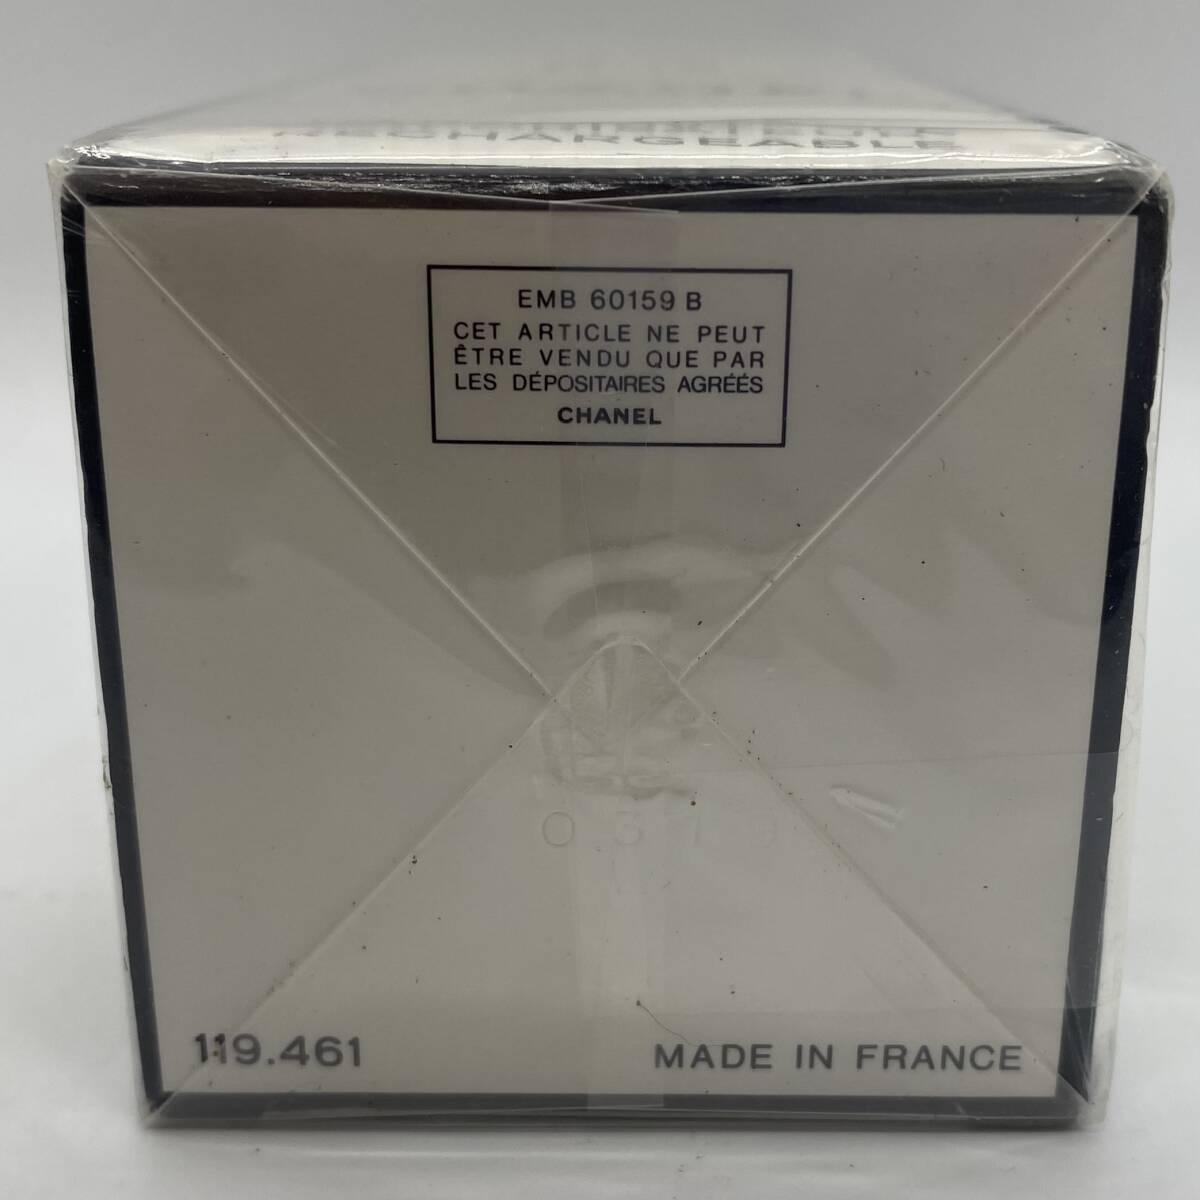 RECHARGEABLE
EMB 60159 B
CET ARTICLE NE PEUT
ÊTRE VENDU QUE PAR
LES DÉPOSITAIRES AGRÉÉS
CHANEL
119.461
MADE IN FRANCE